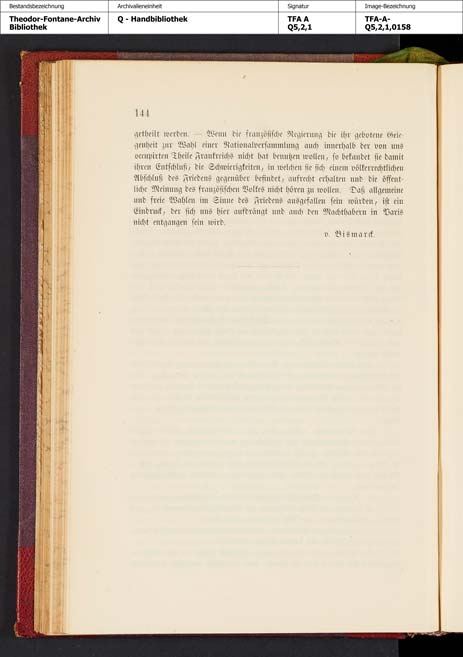 Bestandsbezeichnung Archivalieneinheit Signatur Image-Bezeichnung
Theodor-Fontane-Archiv Q - Handbibliothek TFA A TFA-A-
Bibliothek Q5,2,1 Q5,2,1,0158
144
getheilt werden. — Wenn die französische Regierung die ihr gebotene Gele-
genheit zur Wahl einer Nationalversammlung auch innerhalb der von uns
occupirten Theile Frankreichs nicht hat benutzen wollen, so bekundet sie damit
ihren Entschluß, die Schwierigkeiten, in welchen sie sich einem völkerrechtlichen
Abschluß des Friedens gegenüber befindet, aufrecht erhalten und die öffent-
liche Meinung des französischen Volkes nicht hören zu wollen. Daß allgemeine
und freie Wahlen im Sinne des Friedens ausgefallen sein würden, ist ein
Eindruck, der sich uns hier aufdrängt und auch den Machthabern in Paris
nicht entgangen sein wird.
v. Bismarck.